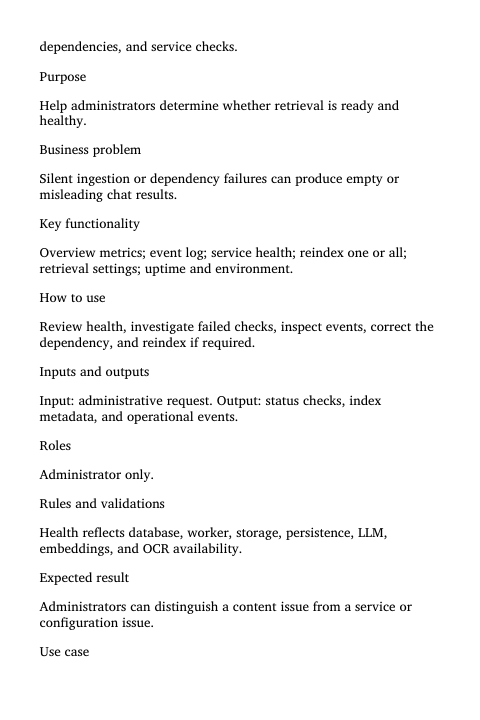 dependencies, and service checks.
Purpose
Help administrators determine whether retrieval is ready and
healthy.
Business problem
Silent ingestion or dependency failures can produce empty or
misleading chat results.
Key functionality
Overview metrics; event log; service health; reindex one or all;
retrieval settings; uptime and environment.
How to use
Review health, investigate failed checks, inspect events, correct the
dependency, and reindex if required.
Inputs and outputs
Input: administrative request. Output: status checks, index
metadata, and operational events.
Roles
Administrator only.
Rules and validations
Health reflects database, worker, storage, persistence, LLM,
embeddings, and OCR availability.
Expected result
Administrators can distinguish a content issue from a service or
configuration issue.
Use case